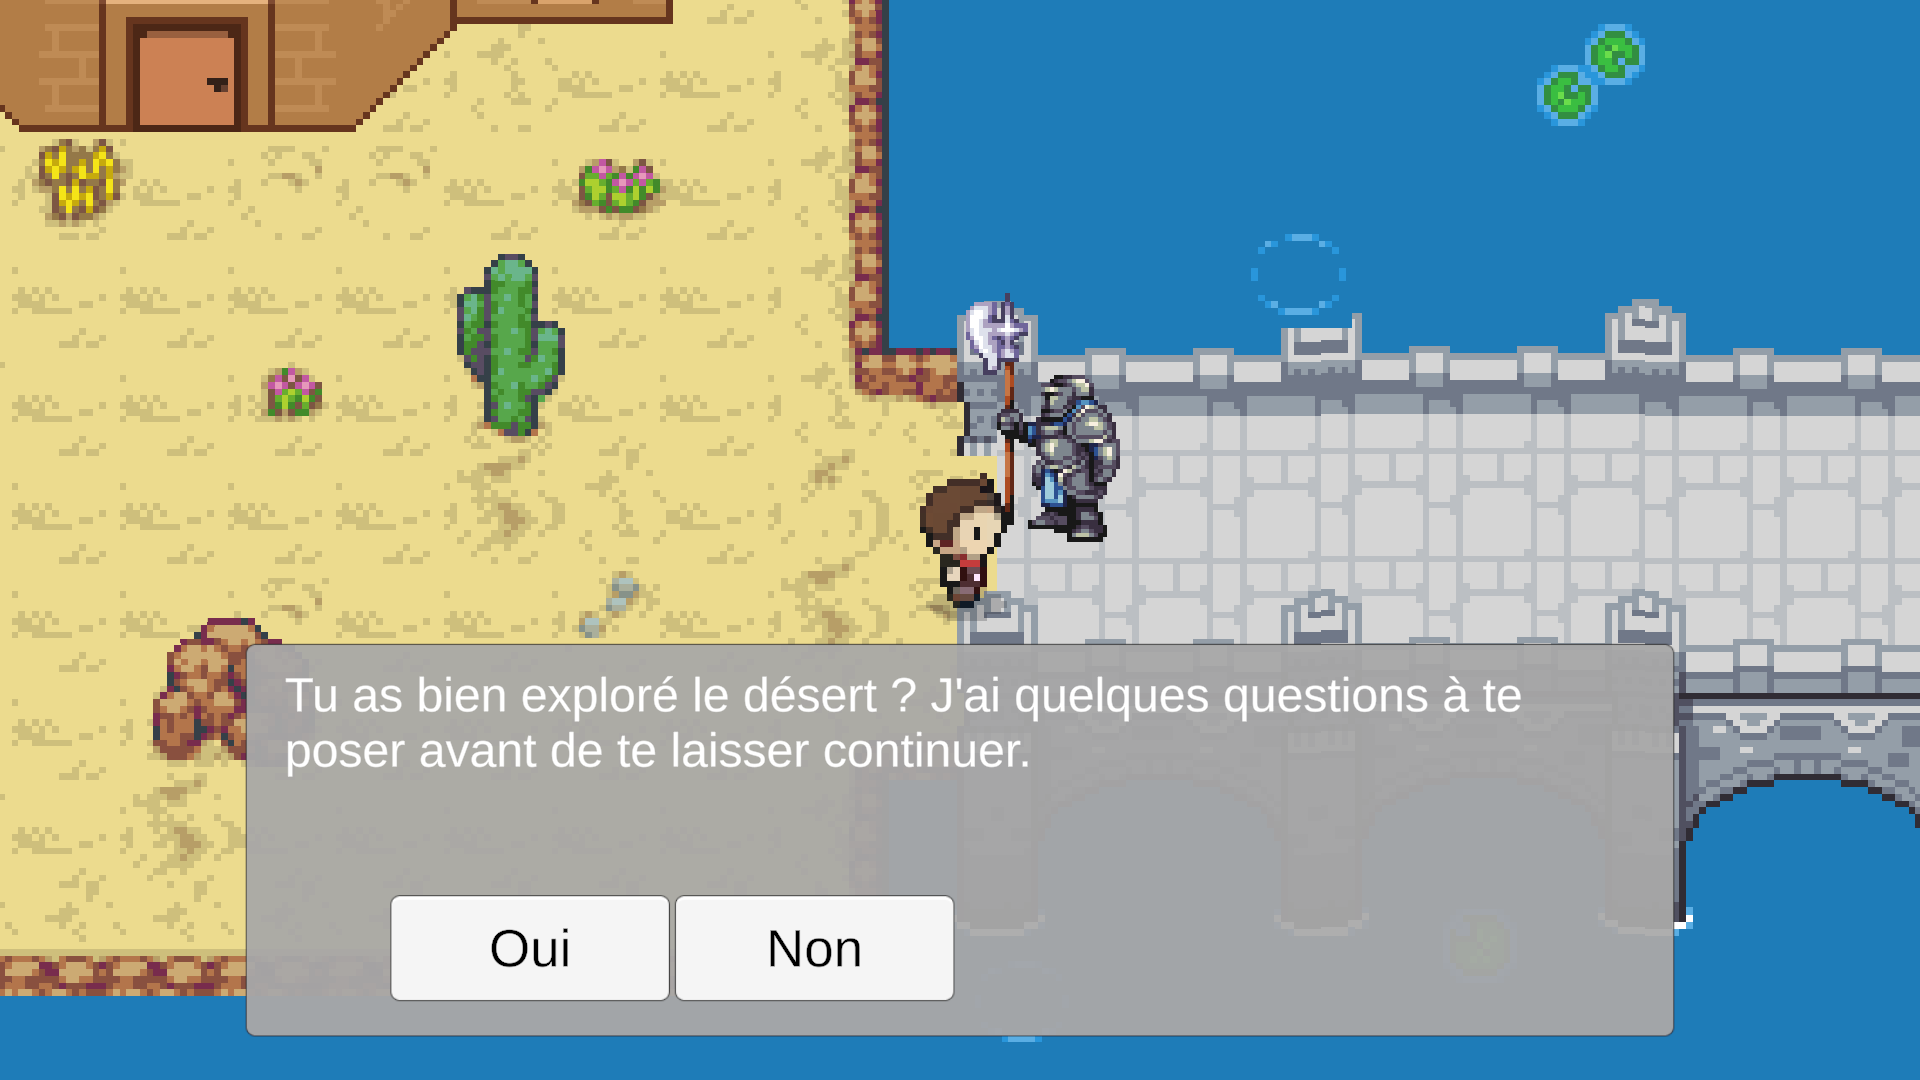 Tu as bien exploré le désert ? J'ai quelques questions à te
poser avant de te laisser continuer.
Oui
Non